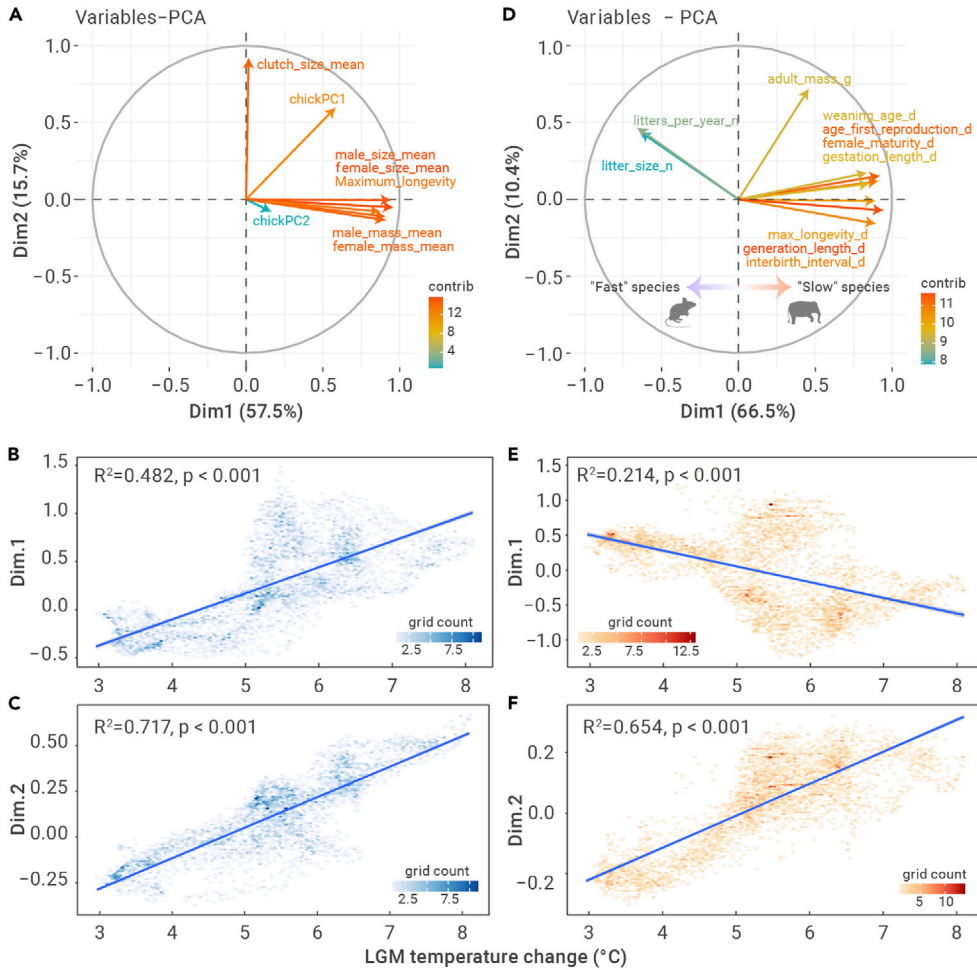 A
Variables-PCA
1.0
0.5
0.0
−0.5
−1.0
Dim2 (15.7%)
clutch_size_mean
chickPC1
male_size_mean
female_size_mean
Maximum_longevity
chickPC2
male_mass_mean
female_mass_mean
contrib
12
8
4
−1.0
−0.5
0.0
0.5
1.0
Dim1 (57.5%)
D
Variables - PCA
1.0
0.5
0.0
−0.5
−1.0
Dim2 (10.4%)
adult_mass_g
litters_per_year_n
weaning_age_d
age_first_reproduction_d
female_maturity_d
litter_size_n
gestation_length_d
max_longevity_d
generation_length_d
interbirth_interval_d
"Fast" species
"Slow" species
contrib
11
10
9
8
−1.0
−0.5
0.0
0.5
1.0
Dim1 (66.5%)
B
R²=0.482, p < 0.001
1.5
1.0
0.5
0.0
−0.5
Dim.1
grid count
2.5 7.5
3 4 5 6 7 8
E
R²=0.214, p < 0.001
1.5
1.0
0.5
0.0
−0.5
−1.0
Dim.1
grid count
2.5 7.5 12.5
3 4 5 6 7 8
C
R²=0.717, p < 0.001
0.50
0.25
0.00
−0.25
Dim.2
grid count
2.5 7.5
3 4 5 6 7 8
F
R²=0.654, p < 0.001
0.2
0.0
−0.2
Dim.2
grid count
5 10
3 4 5 6 7 8
LGM temperature change (°C)